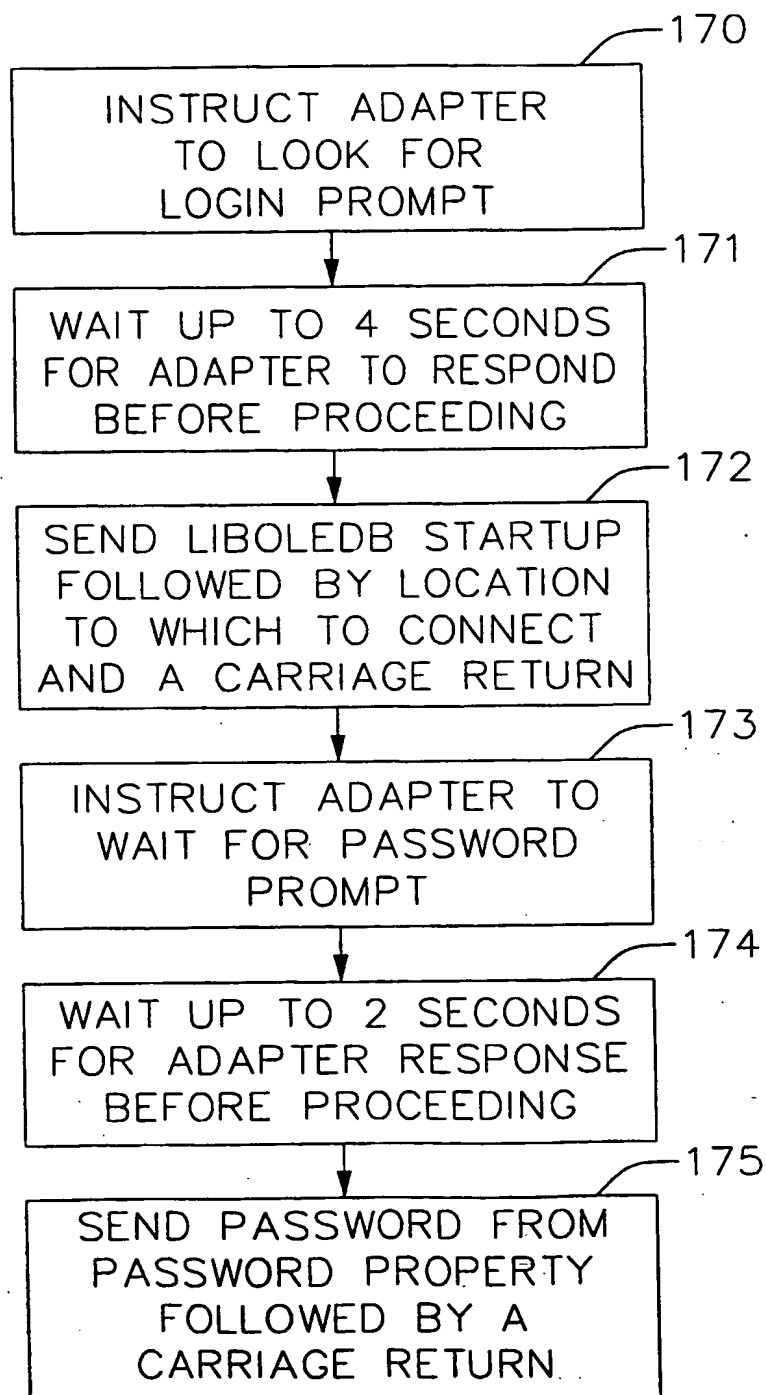 170
INSTRUCT ADAPTER
TO LOOK FOR
LOGIN PROMPT
171
WAIT UP TO 4 SECONDS
FOR ADAPTER TO RESPOND
BEFORE PROCEEDING
172
SEND LIBOLEDB STARTUP
FOLLOWED BY LOCATION
TO WHICH TO CONNECT
AND A CARRIAGE RETURN
173
INSTRUCT ADAPTER TO
WAIT FOR PASSWORD
PROMPT
174
WAIT UP TO 2 SECONDS
FOR ADAPTER RESPONSE
BEFORE PROCEEDING
175
SEND PASSWORD FROM
PASSWORD PROPERTY
FOLLOWED BY A
CARRIAGE RETURN